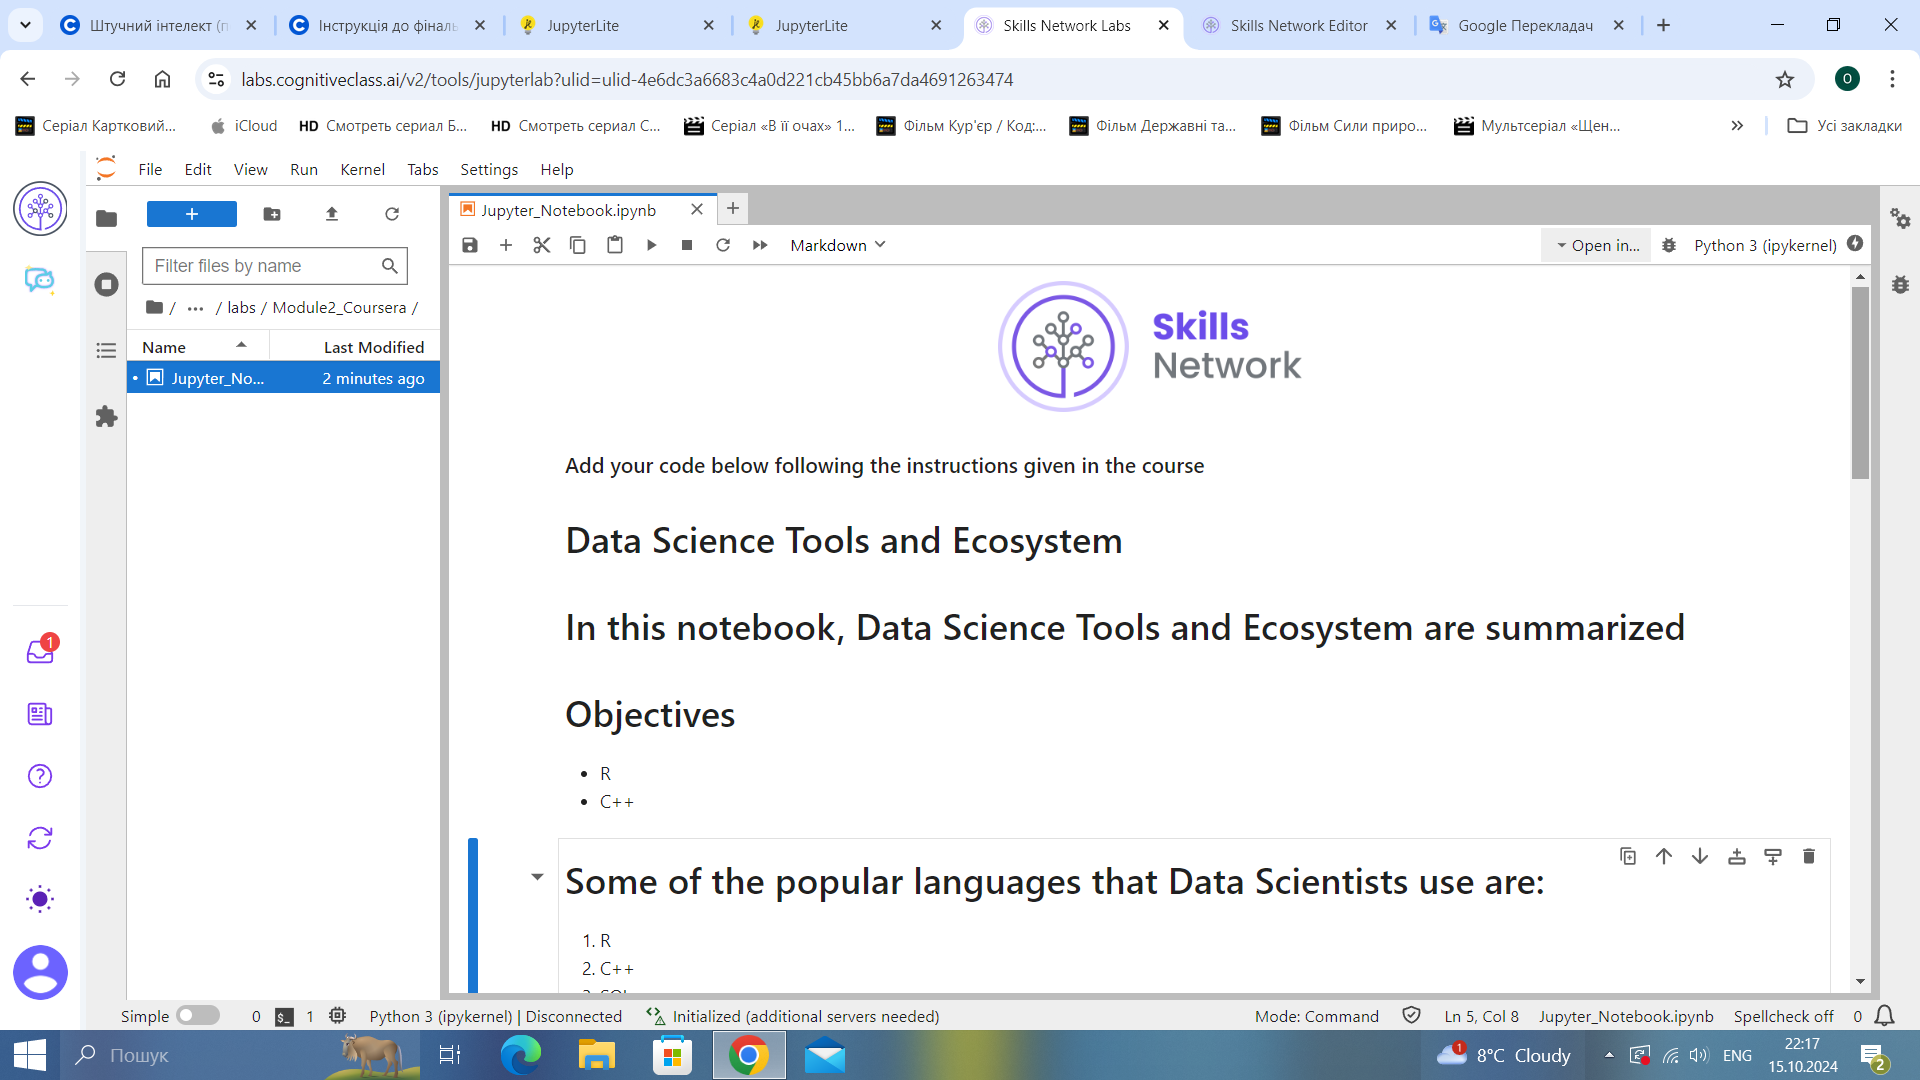 Штучний інтелект (п
Інструкція до фіналь
JupyterLite
JupyterLite
Skills Network Labs
Skills Network Editor
Google Перекладач
labs.cognitiveclass.ai/v2/tools/jupyterlab?ulid=ulid-4e6dc3a6683c4a0d221cb45bb6a7da4691263474
O
Серіал Картковий...
iCloud
HD Смотреть сериал Б...
HD Смотреть сериал С...
Серіал «В її очах» 1...
Фільм Кур'єр / Код:...
Фільм Державні та...
Фільм Сили приро...
Мультсеріал «Щен...
Усі закладки
File Edit View Run Kernel Tabs Settings Help
Jupyter_Notebook.ipynb
Markdown
Open in...
Python 3 (ipykernel)
Filter files by name
/ ... / labs / Module2_Coursera /
Name Last Modified
Jupyter_No... 2 minutes ago
Skills
Network
Add your code below following the instructions given in the course
Data Science Tools and Ecosystem
In this notebook, Data Science Tools and Ecosystem are summarized
Objectives
• R
• C++
Some of the popular languages that Data Scientists use are:
1. R
2. C++
3. SQL
1
Simple 0 $_ 1 Python 3 (ipykernel) | Disconnected Initialized (additional servers needed)
Mode: Command Ln 5, Col 8 Jupyter_Notebook.ipynb Spellcheck off 0
Пошук
1 8°C Cloudy
ENG
22:17
15.10.2024
2